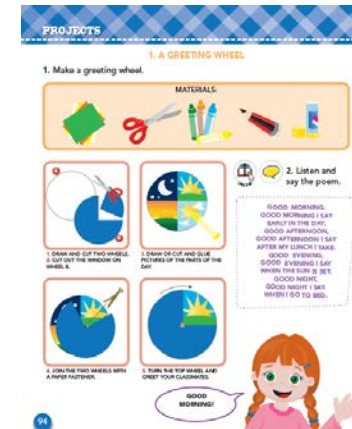 PROJECTS
1. A GREETING WHEEL
1. Make a greeting wheel.
MATERIALS:
A
B
1. DRAW AND CUT TWO WHEELS.
2. CUT OUT THE WINDOW ON
WHEEL B.
3. DRAW OR CUT AND GLUE
PICTURES OF THE PARTS OF THE
DAY.
2. Listen and
say the poem.
GOOD MORNING,
GOOD MORNING I SAY
EARLY IN THE DAY,
GOOD AFTERNOON,
GOOD AFTERNOON I SAY
AFTER MY LUNCH I TAKE.
GOOD EVENING,
GOOD EVENING I SAY
WHEN THE SUN IS SET.
GOOD NIGHT,
GOOD NIGHT I SAY,
WHEN I GO TO BED.
4. JOIN THE TWO WHEELS WITH
A PAPER FASTENER.
5. TURN THE TOP WHEEL AND
GREET YOUR CLASSMATES.
GOOD
MORNING!
94